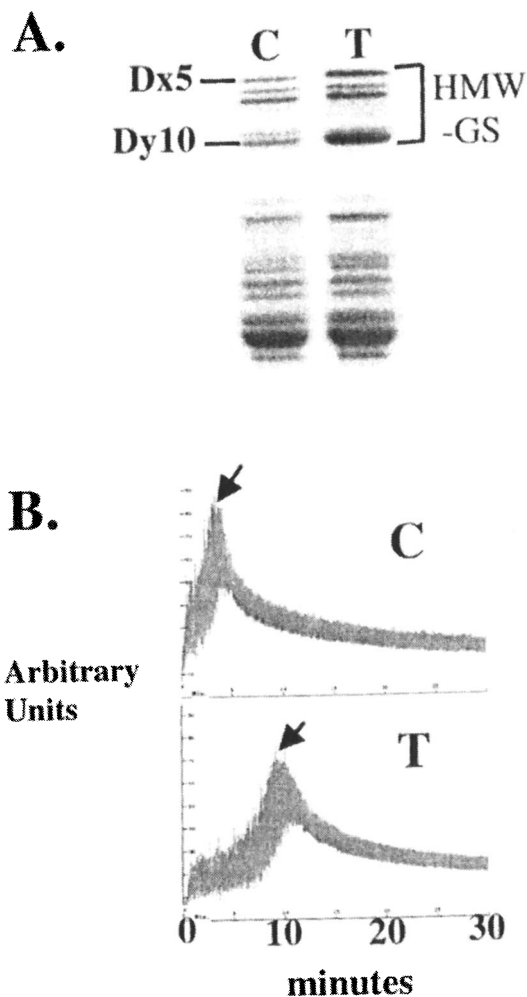 A.
C T
Dx5
HMW
Dy10
-GS
B.
C
Arbitrary
Units
T
0 10 20 30
minutes